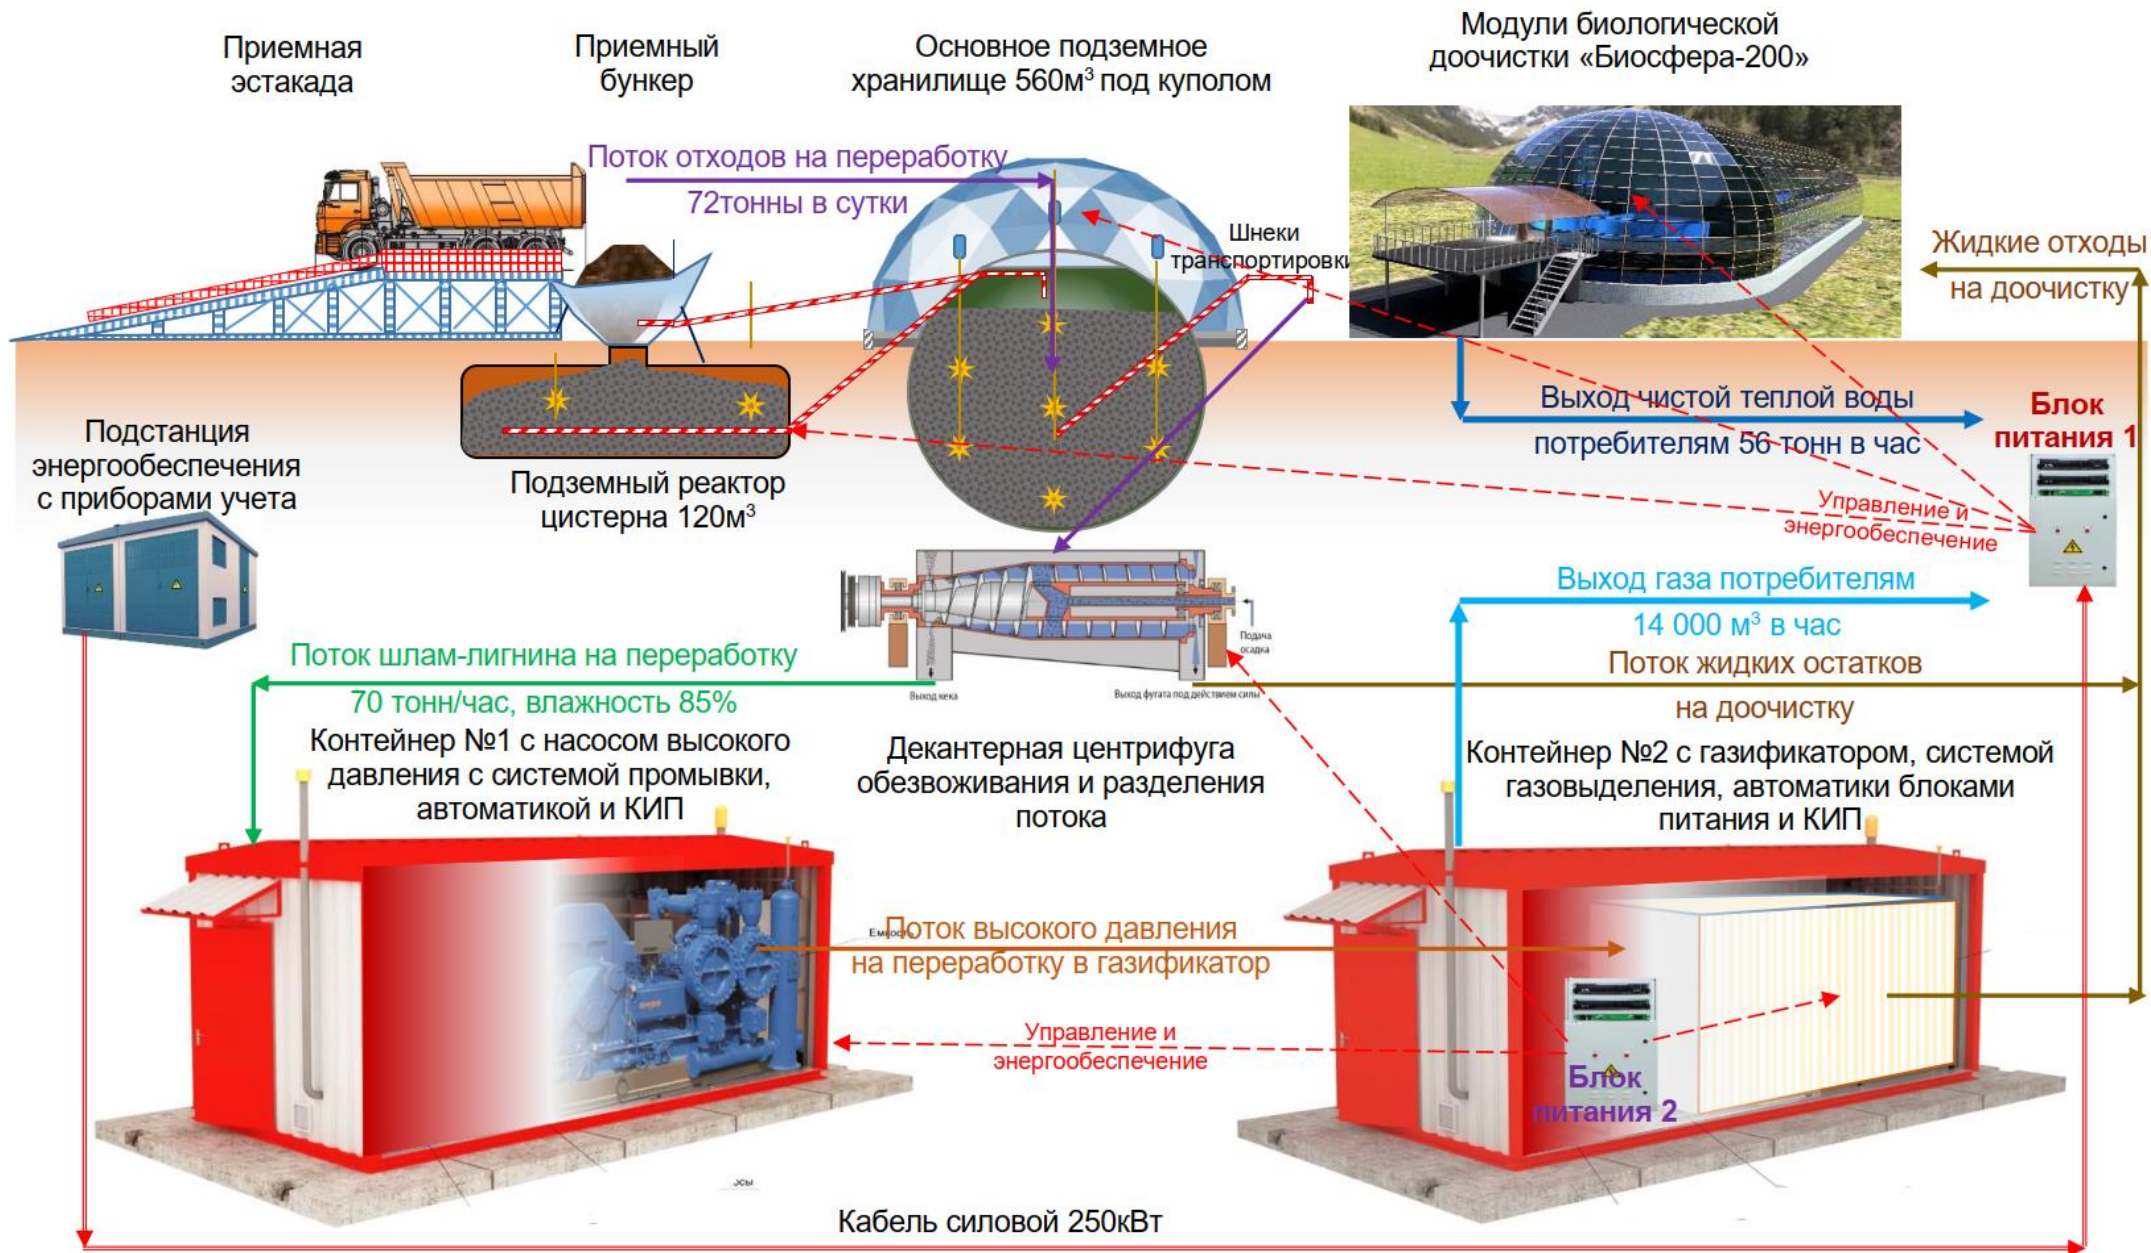 Приемная
эстакада
Приемный
бункер
Основное подземное
хранилище 560м³ под куполом
Модули биологической
доочистки «Биосфера-200»
Поток отходов на переработку
72тонны в сутки
Шнеки
транспортировки
Жидкие отходы
на доочистку
Подстанция
энергообеспечения
с приборами учета
Подземный реактор
цистерна 120м³
Выход чистой теплой воды
потребителям 56 тонн в час
Блок
питания 1
Управление и
энергообеспечение
Выход газа потребителям
14 000 м³ в час
Подача
осадка
Поток шлам-лигнина на переработку
70 тонн/час, влажность 85%
Выход кека
Выход фугата под действием силы
Поток жидких остатков
на доочистку
Контейнер №1 с насосом высокого
давления с системой промывки,
автоматикой и КИП
Декантерная центрифуга
обезвоживания и разделения
потока
Контейнер №2 с газификатором, системой
газовыделения, автоматики блоками
питания и КИП
Емкость
Поток высокого давления
на переработку в газификатор
Управление и
энергообеспечение
Блок
питания 2
Кабель силовой 250кВт